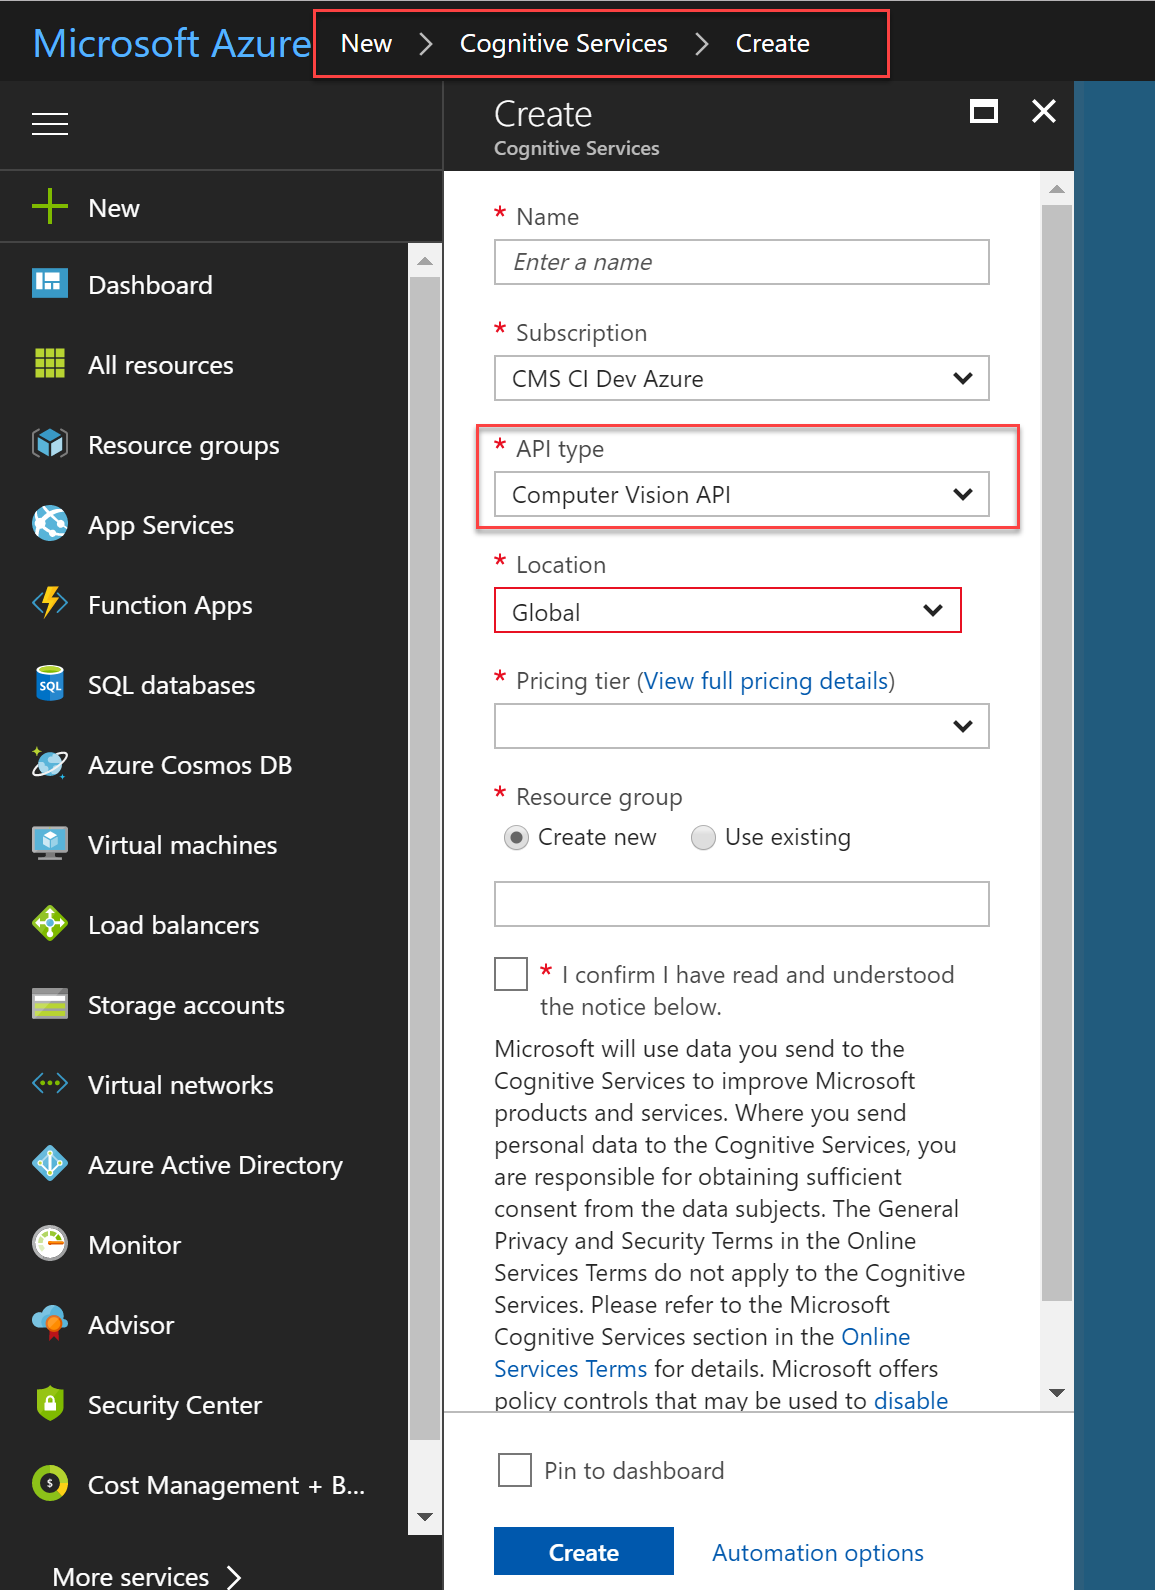 Microsoft Azure New > Cognitive Services > Create
Create
Cognitive Services
New
Dashboard
All resources
Resource groups
App Services
Function Apps
SQL
SQL databases
Azure Cosmos DB
Virtual machines
Load balancers
Storage accounts
Virtual networks
Azure Active Directory
Monitor
Advisor
Security Center
$
Cost Management + B...
More services >
* Name
Enter a name
* Subscription
CMS CI Dev Azure
* API type
Computer Vision API
* Location
Global
* Pricing tier (View full pricing details)
* Resource group
Create new Use existing
* I confirm I have read and understood
the notice below.
Microsoft will use data you send to the
Cognitive Services to improve Microsoft
products and services. Where you send
personal data to the Cognitive Services, you
are responsible for obtaining sufficient
consent from the data subjects. The General
Privacy and Security Terms in the Online
Services Terms do not apply to the Cognitive
Services. Please refer to the Microsoft
Cognitive Services section in the Online
Services Terms for details. Microsoft offers
policy controls that may be used to disable
Pin to dashboard
Create Automation options